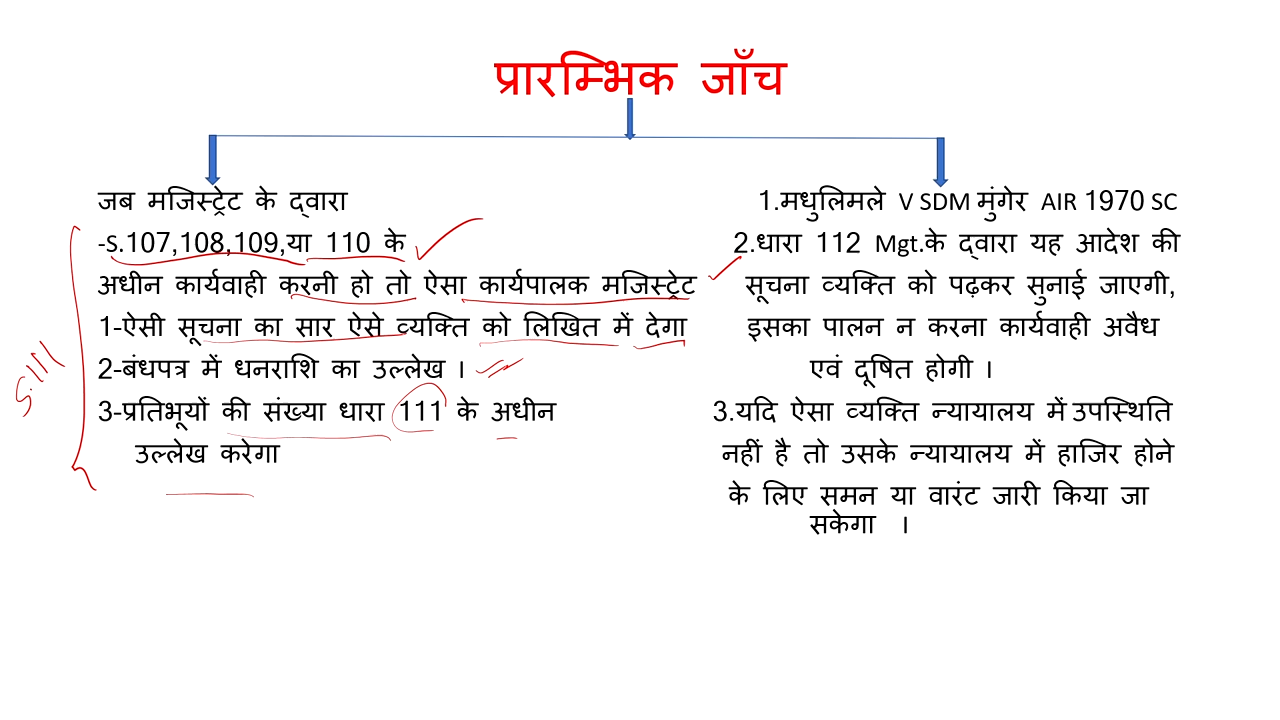 प्रारम्भिक जाँच
जब मजिस्ट्रेट के द्वारा
-S.107,108,109,या 110 के
अधीन कार्यवाही करनी हो तो ऐसा कार्यपालक मजिस्ट्रेट
1-ऐसी सूचना का सार ऐसे व्यक्ति को लिखित में देगा
2-बंधपत्र में धनराशि का उल्लेख ।
3-प्रतिभूयों की संख्या धारा 111 के अधीन
उल्लेख करेगा
S.111
1.मधुलिमले V SDM मुंगेर AIR 1970 SC
2.धारा 112 Mgt.के द्वारा यह आदेश की
सूचना व्यक्ति को पढ़कर सुनाई जाएगी,
इसका पालन न करना कार्यवाही अवैध
एवं दूषित होगी ।
3.यदि ऐसा व्यक्ति न्यायालय में उपस्थिति
नहीं है तो उसके न्यायालय में हाजिर होने
के लिए समन या वारंट जारी किया जा
सकेगा ।